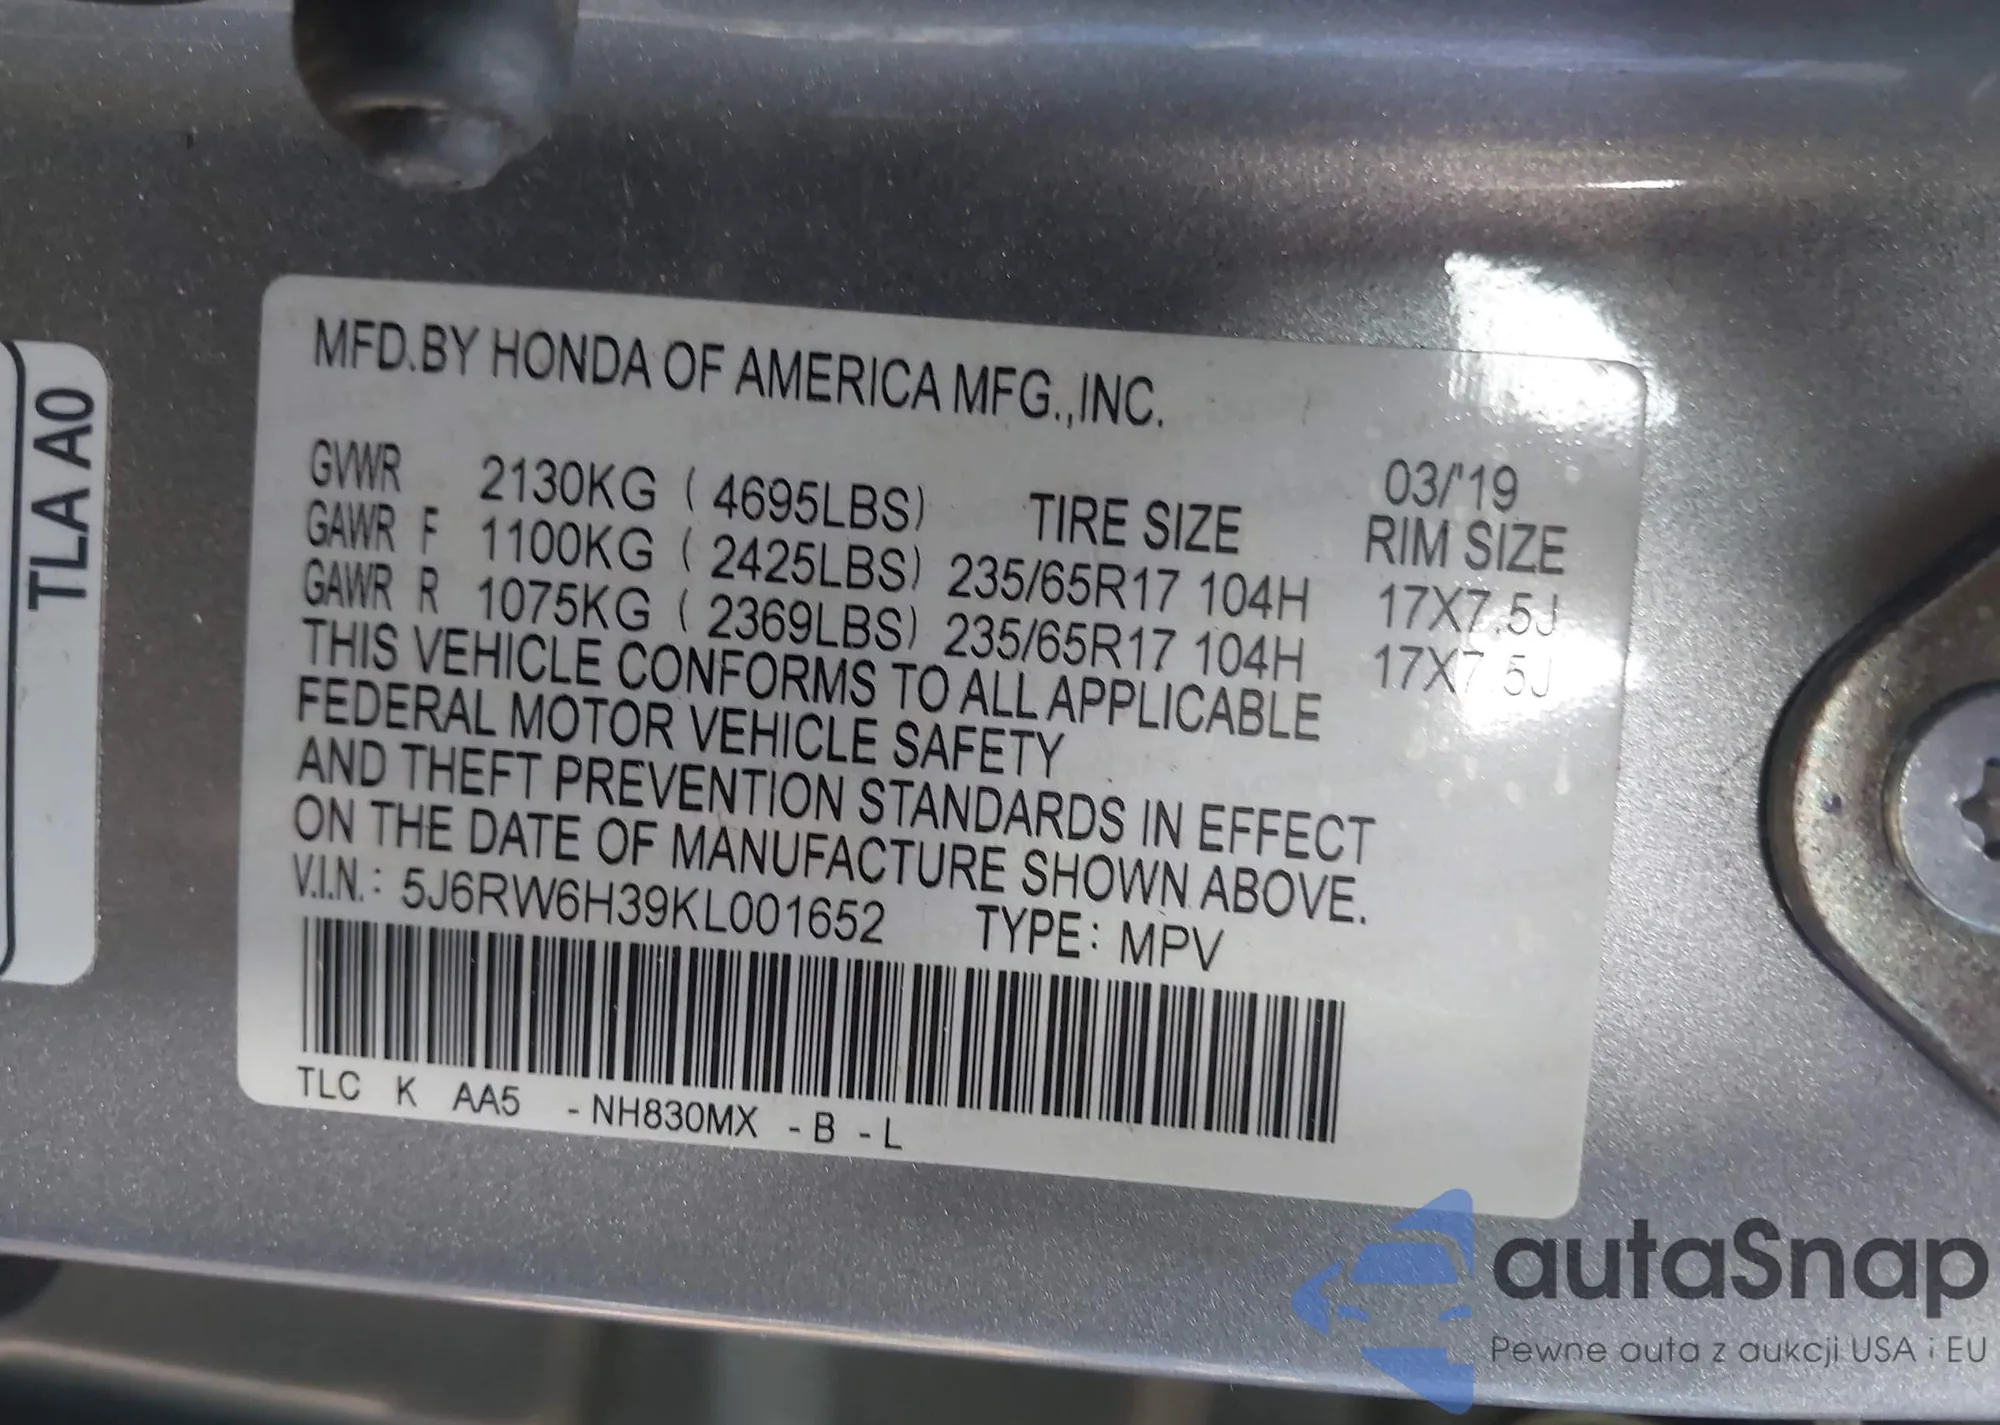 TLA A0
MFD.BY HONDA OF AMERICA MFG.,INC.
GVWR 2130KG ( 4695LBS) 03/'19
TIRE SIZE RIM SIZE
GAWR F 1100KG ( 2425LBS) 235/65R17 104H 17X7.5J
GAWR R 1075KG ( 2369LBS) 235/65R17 104H 17X7.5J
THIS VEHICLE CONFORMS TO ALL APPLICABLE
FEDERAL MOTOR VEHICLE SAFETY
AND THEFT PREVENTION STANDARDS IN EFFECT
ON THE DATE OF MANUFACTURE SHOWN ABOVE.
V.I.N.: 5J6RW6H39KL001652 TYPE: MPV
TLC K AA5 -NH830MX -B -L
autaSnap
Pewne auta z aukcji USA i EU